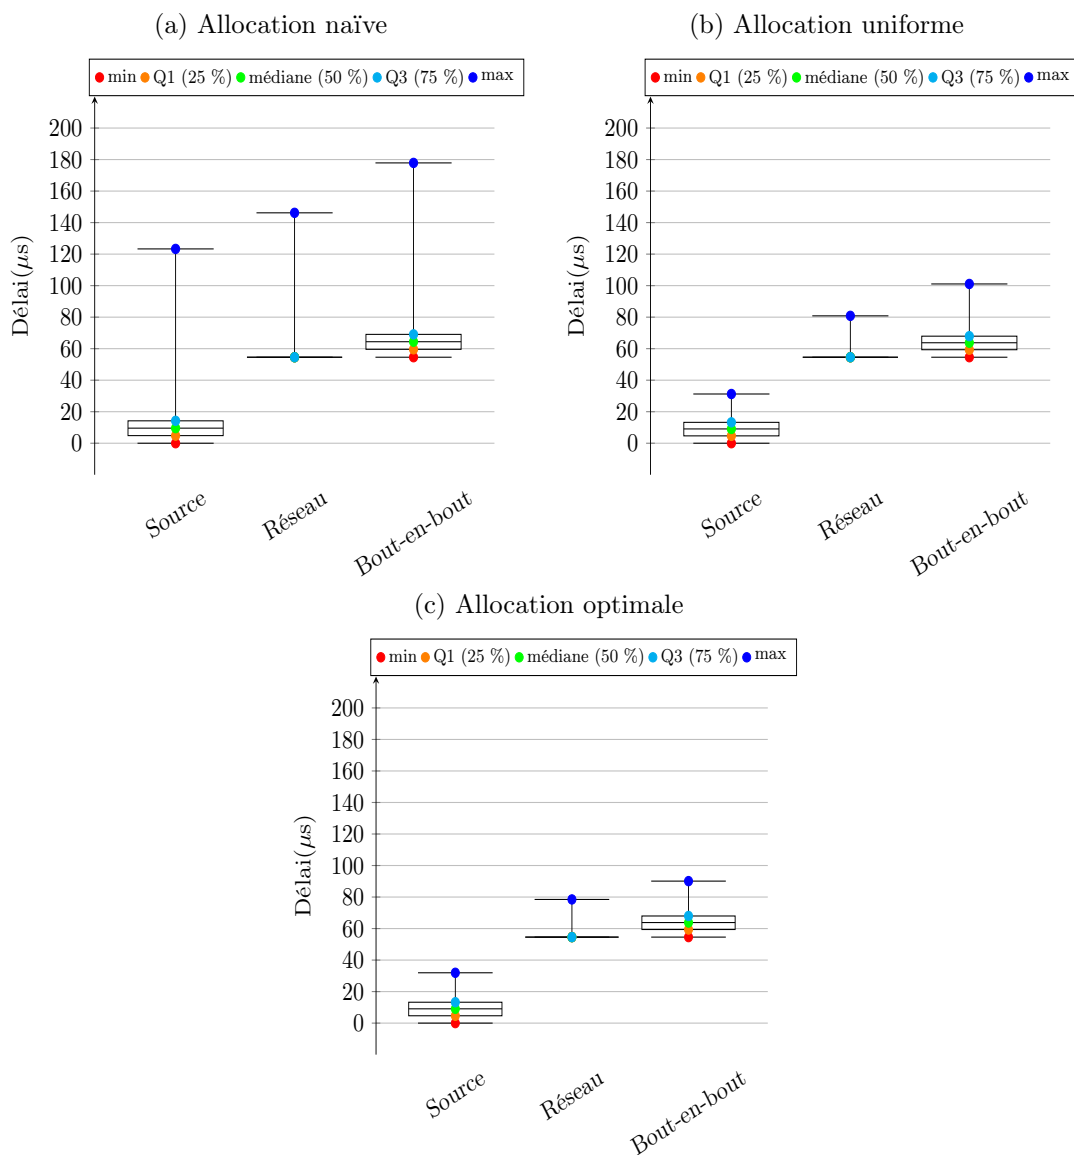 (a) Allocation naïve
min Q1 (25 %) médiane (50 %) Q3 (75 %) max
200
180
160
140
120
100
80
60
40
20
0
Délai(μs)
Source
Réseau
Bout-en-bout
(b) Allocation uniforme
min Q1 (25 %) médiane (50 %) Q3 (75 %) max
200
180
160
140
120
100
80
60
40
20
0
Délai(μs)
Source
Réseau
Bout-en-bout
(c) Allocation optimale
min Q1 (25 %) médiane (50 %) Q3 (75 %) max
200
180
160
140
120
100
80
60
40
20
0
Délai(μs)
Source
Réseau
Bout-en-bout